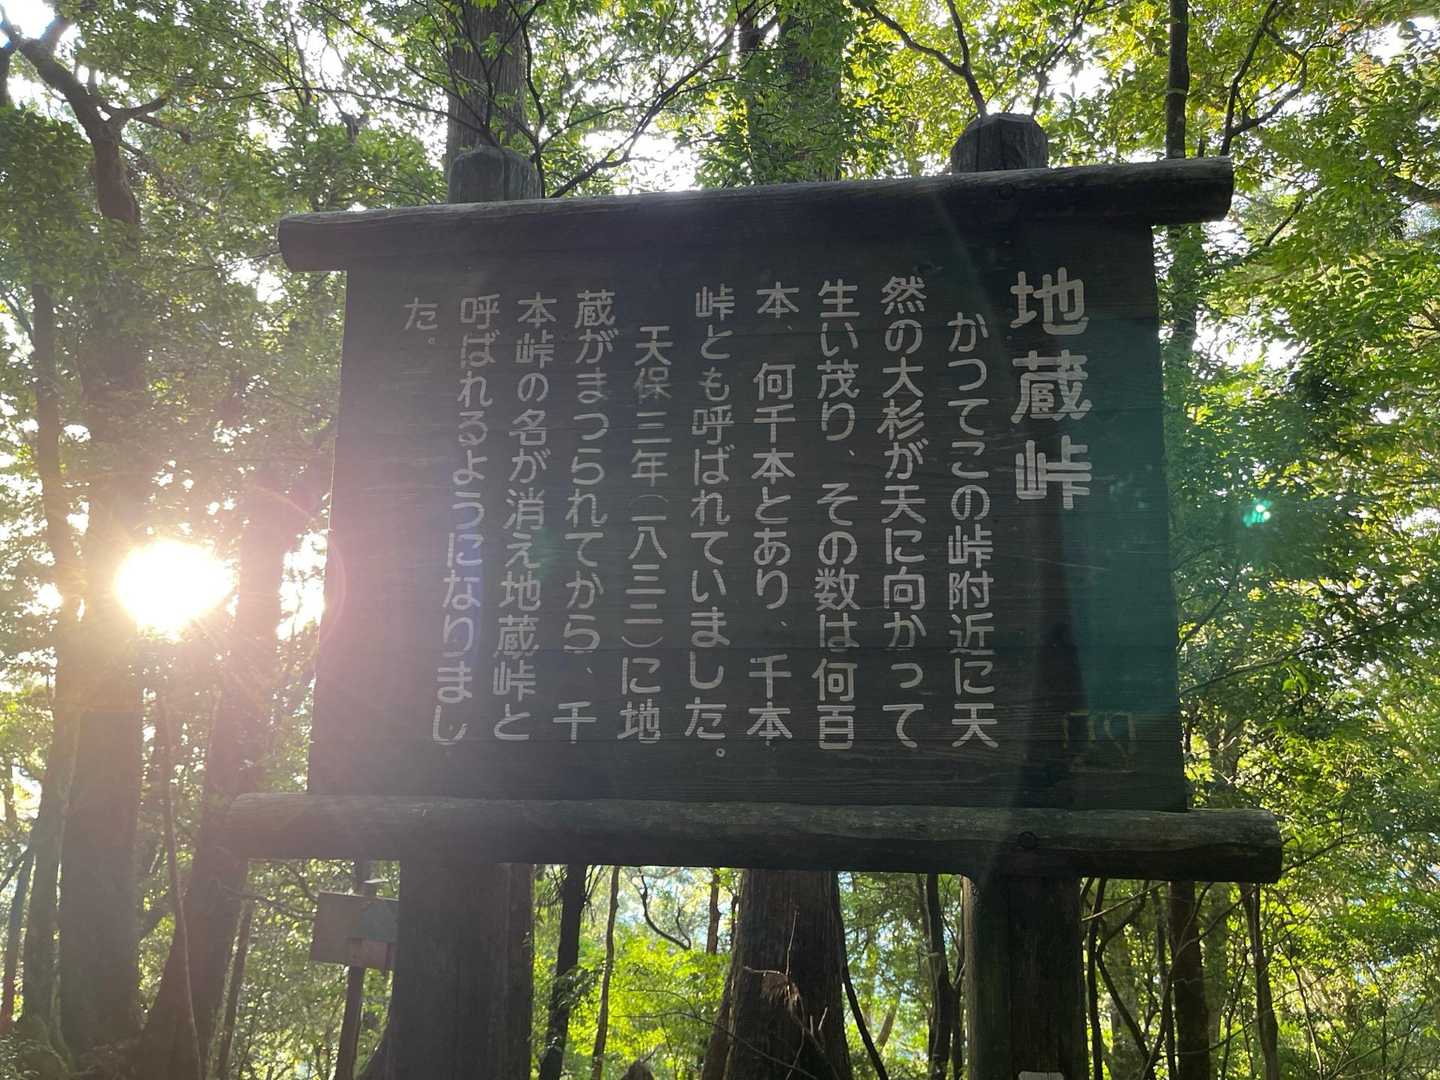 地蔵峠
かつてこの峠附近に天
然の大杉が天に向かって
生い茂り、その数は何百
本、何千本とあり、千本
峠とも呼ばれていました。
天保三年（一八三二）に地
蔵がまつられてから、千
本峠の名が消え地蔵峠と
呼ばれるようになりまし
た。